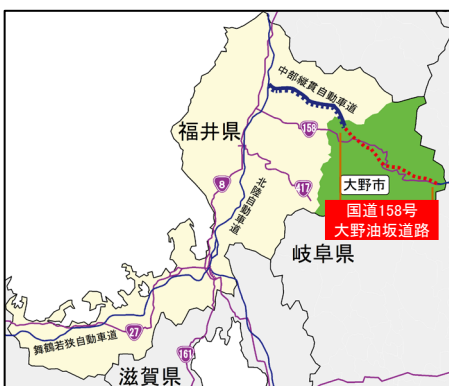 中部縦貫自動車道
福井県
158
8
北陸自動車道
417
大野市
国道158号
大野油坂道路
岐阜県
27
舞鶴若狭自動車道
161
滋賀県